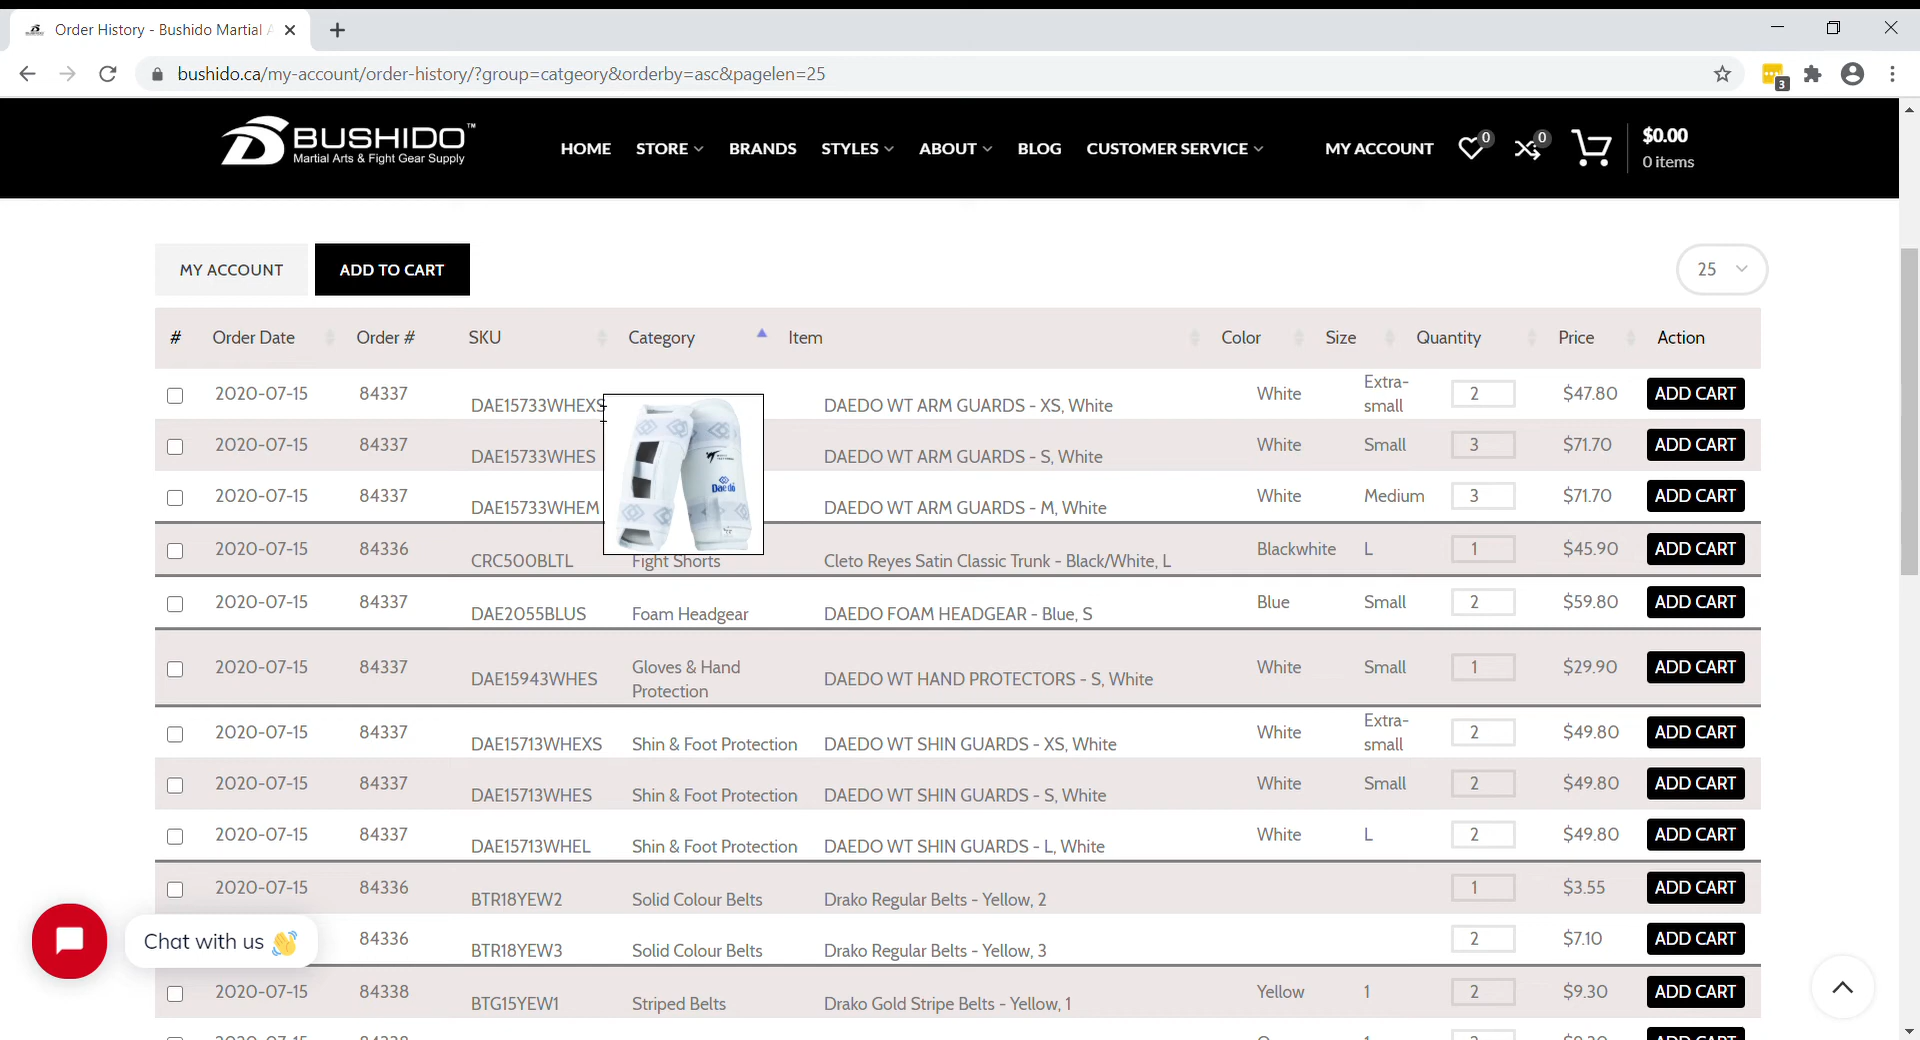 Order History - Bushido Martial A
bushido.ca/my-account/order-history/?group=catgeory&orderby=asc&pagelen=25
3
BUSHIDO™
Martial Arts & Fight Gear Supply
HOME STORE BRANDS STYLES ABOUT BLOG CUSTOMER SERVICE MY ACCOUNT 0 0 $0.00
0 items
MY ACCOUNT ADD TO CART 25
# Order Date Order # SKU Category Item Color Size Quantity Price Action
2020-07-15 84337 DAE15733WHEXS DAEDO WT ARM GUARDS - XS, White White Extra-small 2 $47.80 ADD CART
2020-07-15 84337 DAE15733WHES DAEDO WT ARM GUARDS - S, White White Small 3 $71.70 ADD CART
2020-07-15 84337 DAE15733WHEM DAEDO WT ARM GUARDS - M, White White Medium 3 $71.70 ADD CART
Daedo
2020-07-15 84336 CRC500BLTL Fight Shorts Cleto Reyes Satin Classic Trunk - Black/White, L Blackwhite L 1 $45.90 ADD CART
2020-07-15 84337 DAE2055BLUS Foam Headgear DAEDO FOAM HEADGEAR - Blue, S Blue Small 2 $59.80 ADD CART
2020-07-15 84337 DAE15943WHES Gloves & Hand Protection DAEDO WT HAND PROTECTORS - S, White White Small 1 $29.90 ADD CART
2020-07-15 84337 DAE15713WHEXS Shin & Foot Protection DAEDO WT SHIN GUARDS - XS, White White Extra-small 2 $49.80 ADD CART
2020-07-15 84337 DAE15713WHES Shin & Foot Protection DAEDO WT SHIN GUARDS - S, White White Small 2 $49.80 ADD CART
2020-07-15 84337 DAE15713WHEL Shin & Foot Protection DAEDO WT SHIN GUARDS - L, White White L 2 $49.80 ADD CART
2020-07-15 84336 BTR18YEW2 Solid Colour Belts Drako Regular Belts - Yellow, 2 1 $3.55 ADD CART
Chat with us 👋
84336 BTR18YEW3 Solid Colour Belts Drako Regular Belts - Yellow, 3 2 $7.10 ADD CART
2020-07-15 84338 BTG15YEW1 Striped Belts Drako Gold Stripe Belts - Yellow, 1 Yellow 1 2 $9.30 ADD CART
2020-07-15 84338 ADD CART